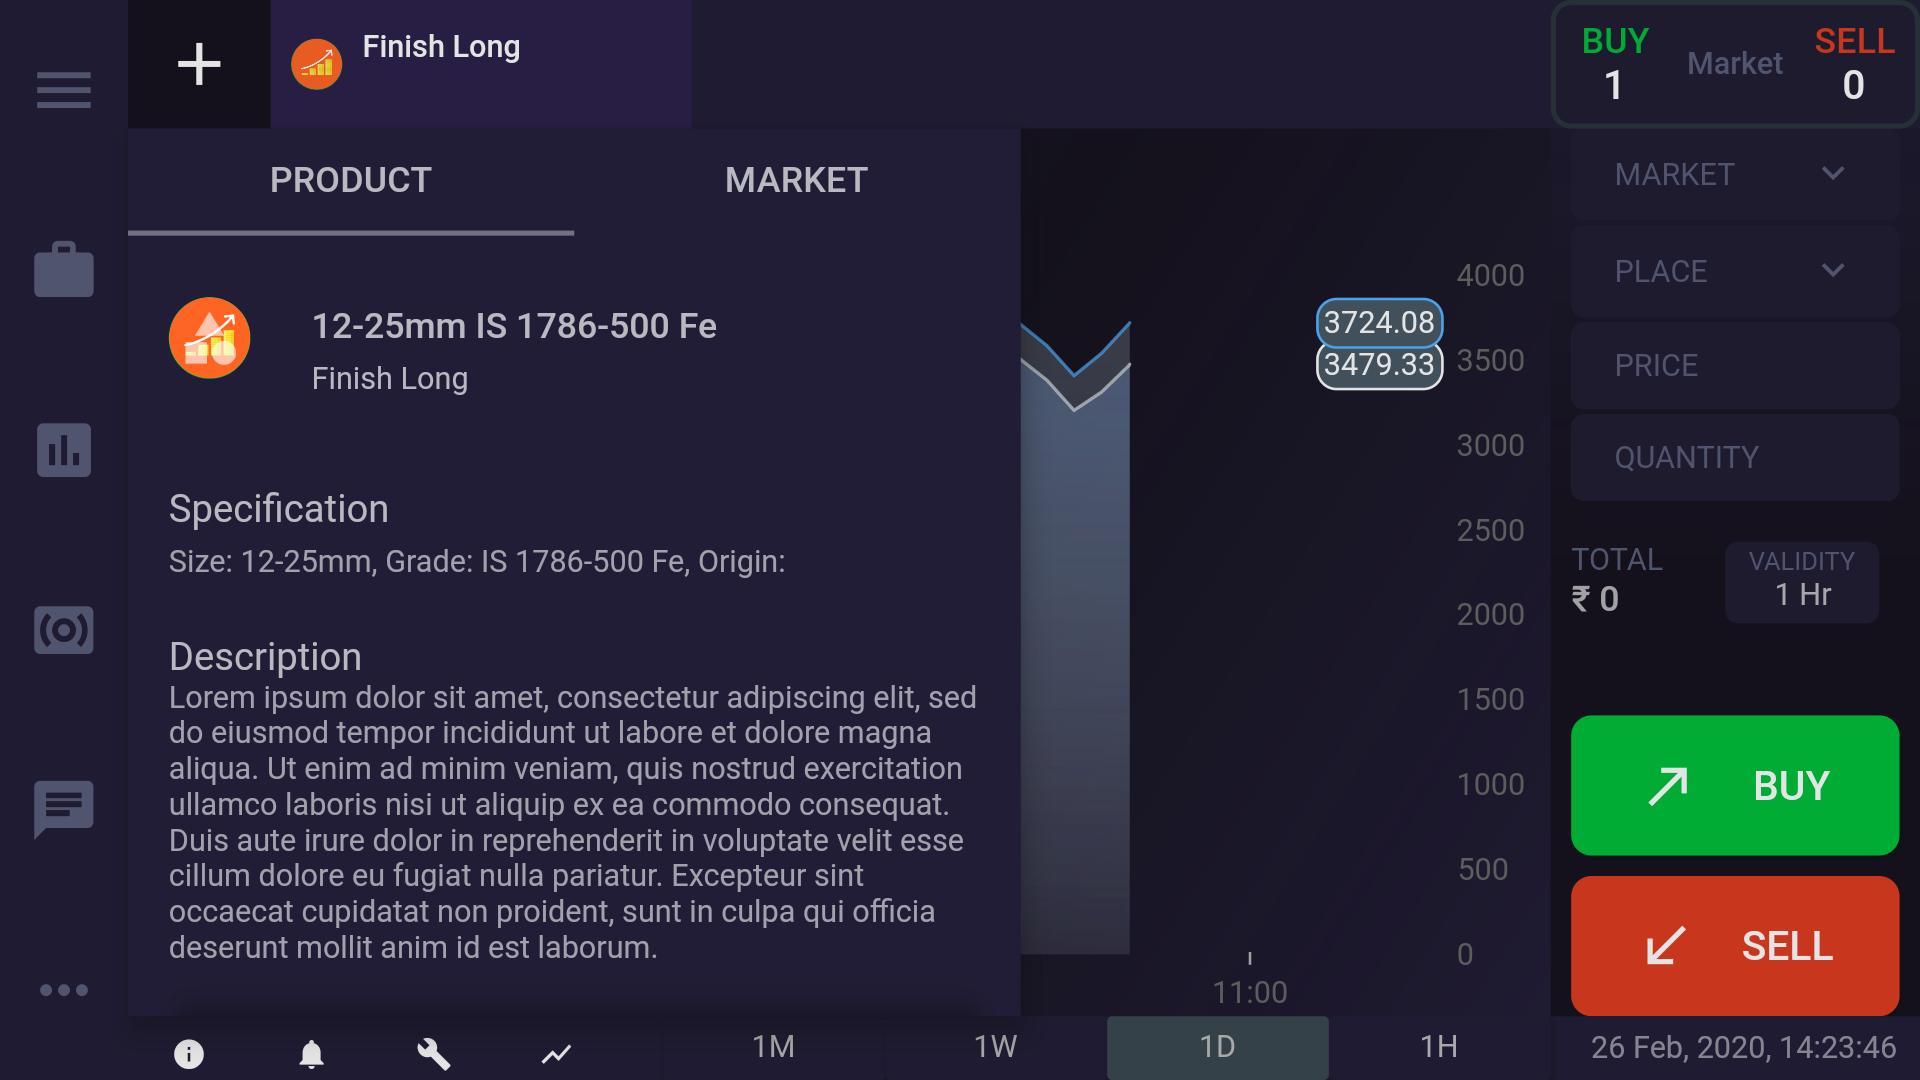 Finish Long
BUY
1
Market
SELL
0
PRODUCT
MARKET
12-25mm IS 1786-500 Fe
Finish Long
Specification
Size: 12-25mm, Grade: IS 1786-500 Fe, Origin:
Description
Lorem ipsum dolor sit amet, consectetur adipiscing elit, sed
do eiusmod tempor incididunt ut labore et dolore magna
aliqua. Ut enim ad minim veniam, quis nostrud exercitation
ullamco laboris nisi ut aliquip ex ea commodo consequat.
Duis aute irure dolor in reprehenderit in voluptate velit esse
cillum dolore eu fugiat nulla pariatur. Excepteur sint
occaecat cupidatat non proident, sunt in culpa qui officia
deserunt mollit anim id est laborum.
3724.08
3479.33
4000
3500
3000
2500
2000
1500
1000
500
0
11:00
MARKET
PLACE
PRICE
QUANTITY
TOTAL
₹ 0
VALIDITY
1 Hr
BUY
SELL
1M
1W
1D
1H
26 Feb, 2020, 14:23:46